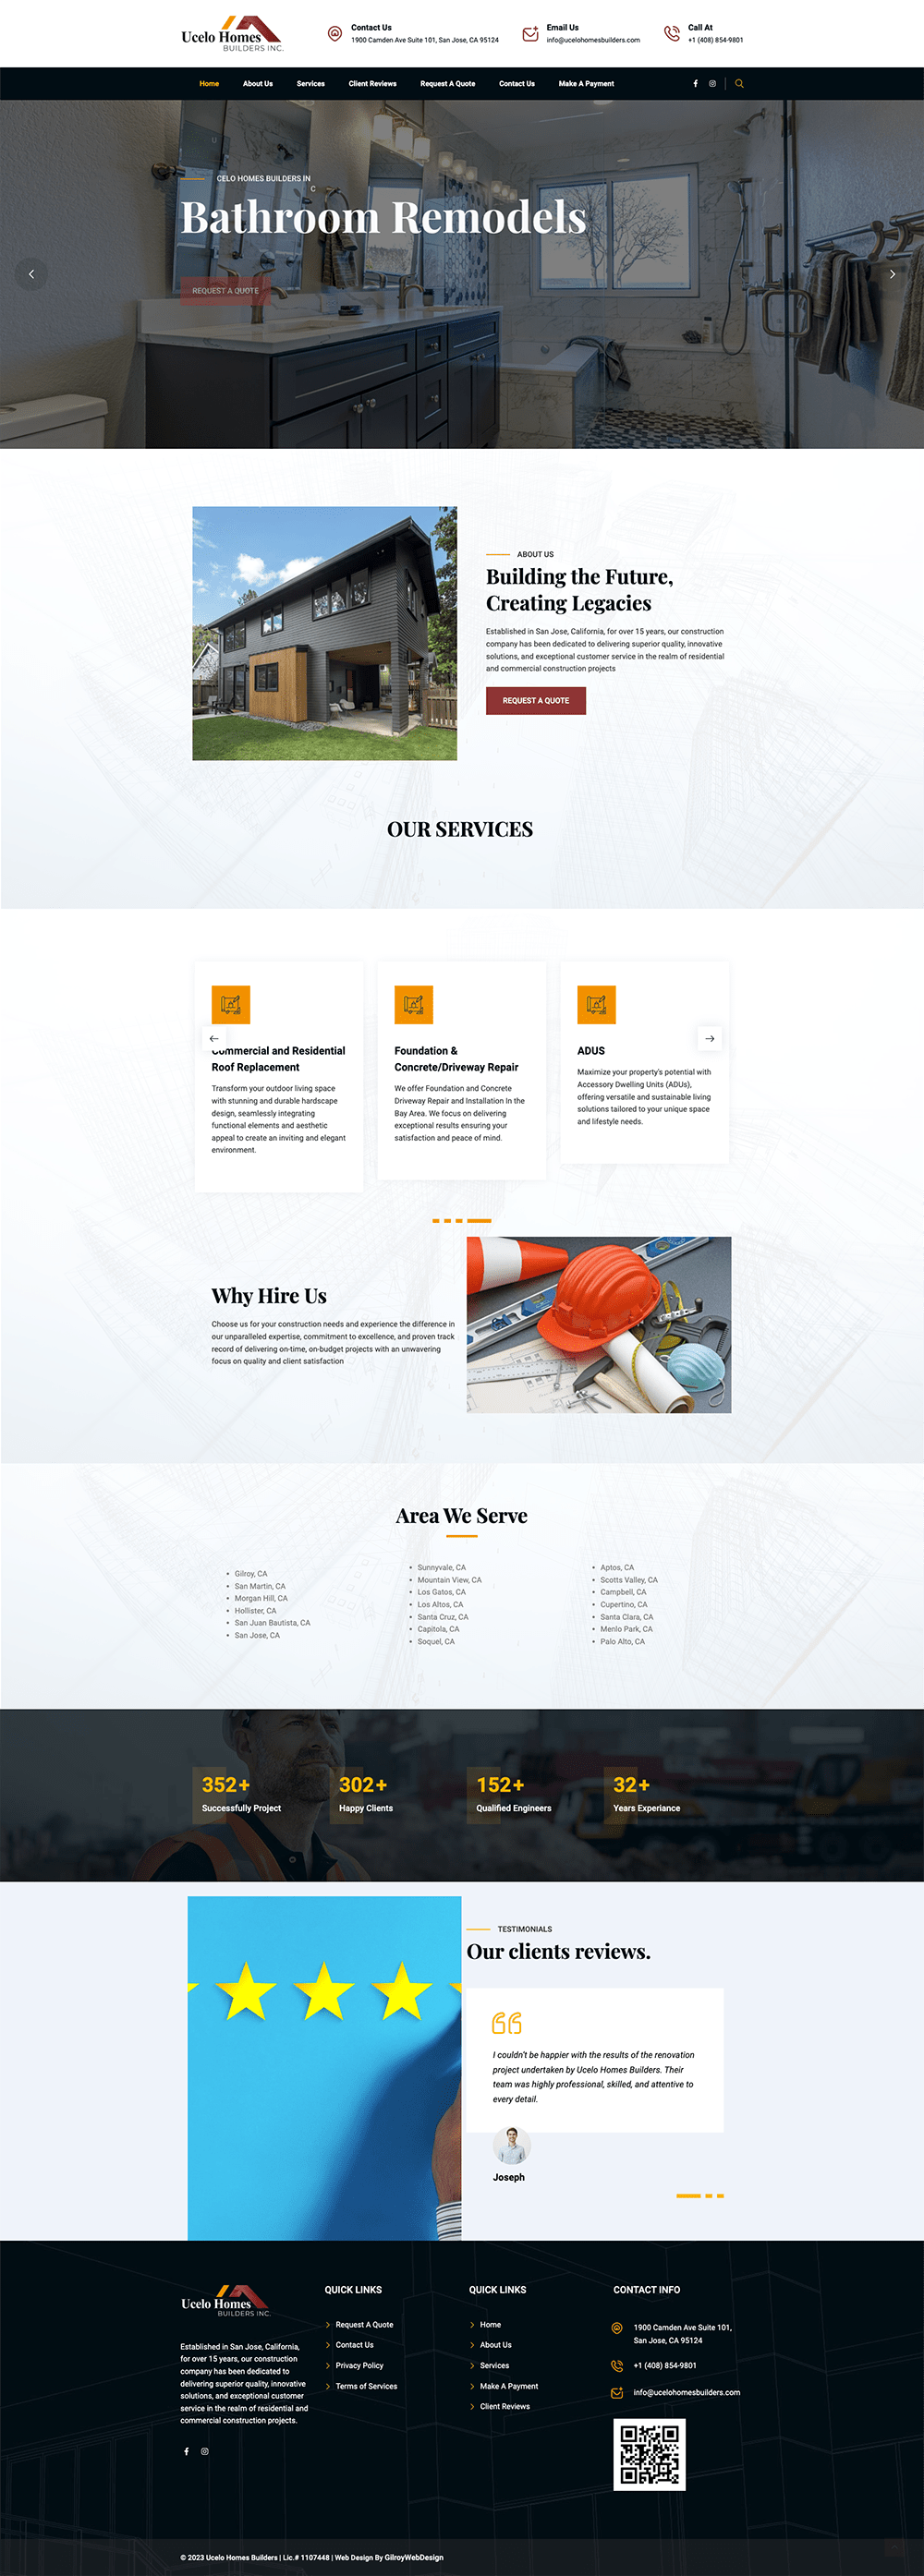 Ucelo Homes
BUILDERS INC.
Contact Us
1900 Camden Ave Suite 101, San Jose, CA 95124
Email Us
info@ucelohomesbuilders.com
Call At
+1 (408) 854-9801
Home
About Us
Services
Client Reviews
Request A Quote
Contact Us
Make A Payment
U
CELO HOMES BUILDERS IN
C
Bathroom Remodels
REQUEST A QUOTE
ABOUT US
Building the Future,
Creating Legacies
Established in San Jose, California, for over 15 years, our construction
company has been dedicated to delivering superior quality, innovative
solutions, and exceptional customer service in the realm of residential
and commercial construction projects
REQUEST A QUOTE
OUR SERVICES
Commercial and Residential
Roof Replacement
Transform your outdoor living space
with stunning and durable hardscape
design, seamlessly integrating
functional elements and aesthetic
appeal to create an inviting and elegant
environment.
Foundation &
Concrete/Driveway Repair
We offer Foundation and Concrete
Driveway Repair and Installation In the
Bay Area. We focus on delivering
exceptional results ensuring your
satisfaction and peace of mind.
ADUS
Maximize your property's potential with
Accessory Dwelling Units (ADUs),
offering versatile and sustainable living
solutions tailored to your unique space
and lifestyle needs.
Why Hire Us
Choose us for your construction needs and experience the difference in
our unparalleled expertise, commitment to excellence, and proven track
record of delivering on-time, on-budget projects with an unwavering
focus on quality and client satisfaction
Area We Serve
Gilroy, CA
San Martin, CA
Morgan Hill, CA
Hollister, CA
San Juan Bautista, CA
San Jose, CA
Sunnyvale, CA
Mountain View, CA
Los Gatos, CA
Los Altos, CA
Santa Cruz, CA
Capitola, CA
Soquel, CA
Aptos, CA
Scotts Valley, CA
Campbell, CA
Cupertino, CA
Santa Clara, CA
Menlo Park, CA
Palo Alto, CA
352+
Successfully Project
302+
Happy Clients
152+
Qualified Engineers
32+
Years Experiance
TESTIMONIALS
Our clients reviews.
I couldn't be happier with the results of the renovation
project undertaken by Ucelo Homes Builders. Their
team was highly professional, skilled, and attentive to
every detail.
Joseph
Ucelo Homes
BUILDERS INC.
Established in San Jose, California,
for over 15 years, our construction
company has been dedicated to
delivering superior quality, innovative
solutions, and exceptional customer
service in the realm of residential and
commercial construction projects.
QUICK LINKS
Request A Quote
Contact Us
Privacy Policy
Terms of Services
QUICK LINKS
Home
About Us
Services
Make A Payment
Client Reviews
CONTACT INFO
1900 Camden Ave Suite 101,
San Jose, CA 95124
+1 (408) 854-9801
info@ucelohomesbuilders.com
© 2023 Ucelo Homes Builders | Lic.# 1107448 | Web Design By GilroyWebDesign